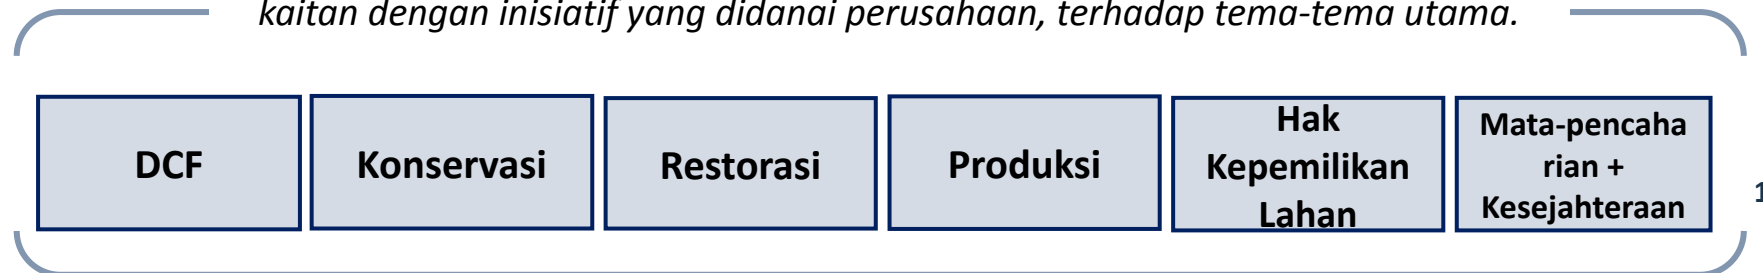 kaitan dengan inisiatif yang didanai perusahaan, terhadap tema-tema utama.
DCF
Konservasi
Restorasi
Produksi
Hak
Kepemilikan
Lahan
Mata-pencaha
rian +
Kesejahteraan
1